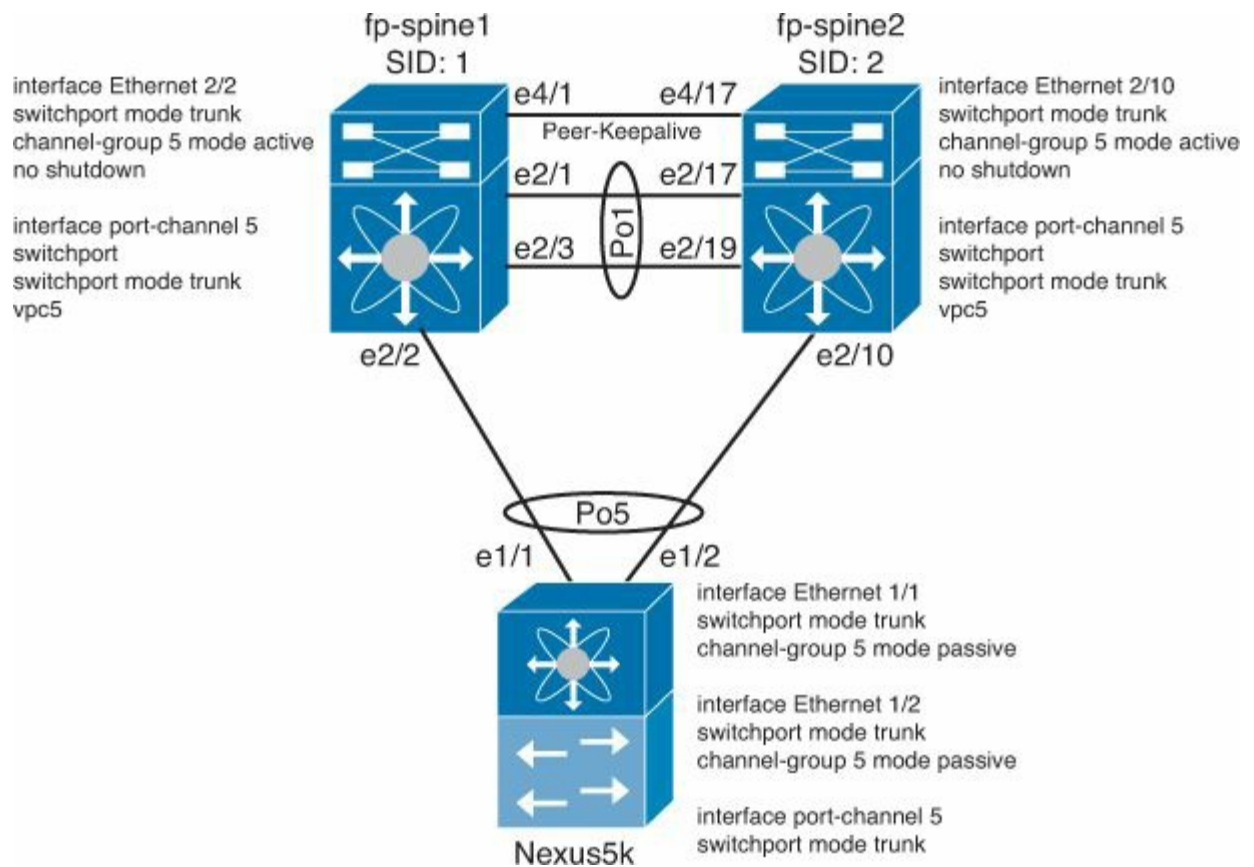 fp-spine1
SID: 1
fp-spine2
SID: 2
interface Ethernet 2/2
switchport mode trunk
channel-group 5 mode active
no shutdown
interface port-channel 5
switchport
switchport mode trunk
vpc5
e4/1
e4/17
Peer-Keepalive
e2/1
e2/17
Po1
e2/3
e2/19
interface Ethernet 2/10
switchport mode trunk
channel-group 5 mode active
no shutdown
interface port-channel 5
switchport
switchport mode trunk
vpc5
e2/2
e2/10
Po5
e1/1
e1/2
interface Ethernet 1/1
switchport mode trunk
channel-group 5 mode passive
interface Ethernet 1/2
switchport mode trunk
channel-group 5 mode passive
interface port-channel 5
switchport mode trunk
Nexus5k